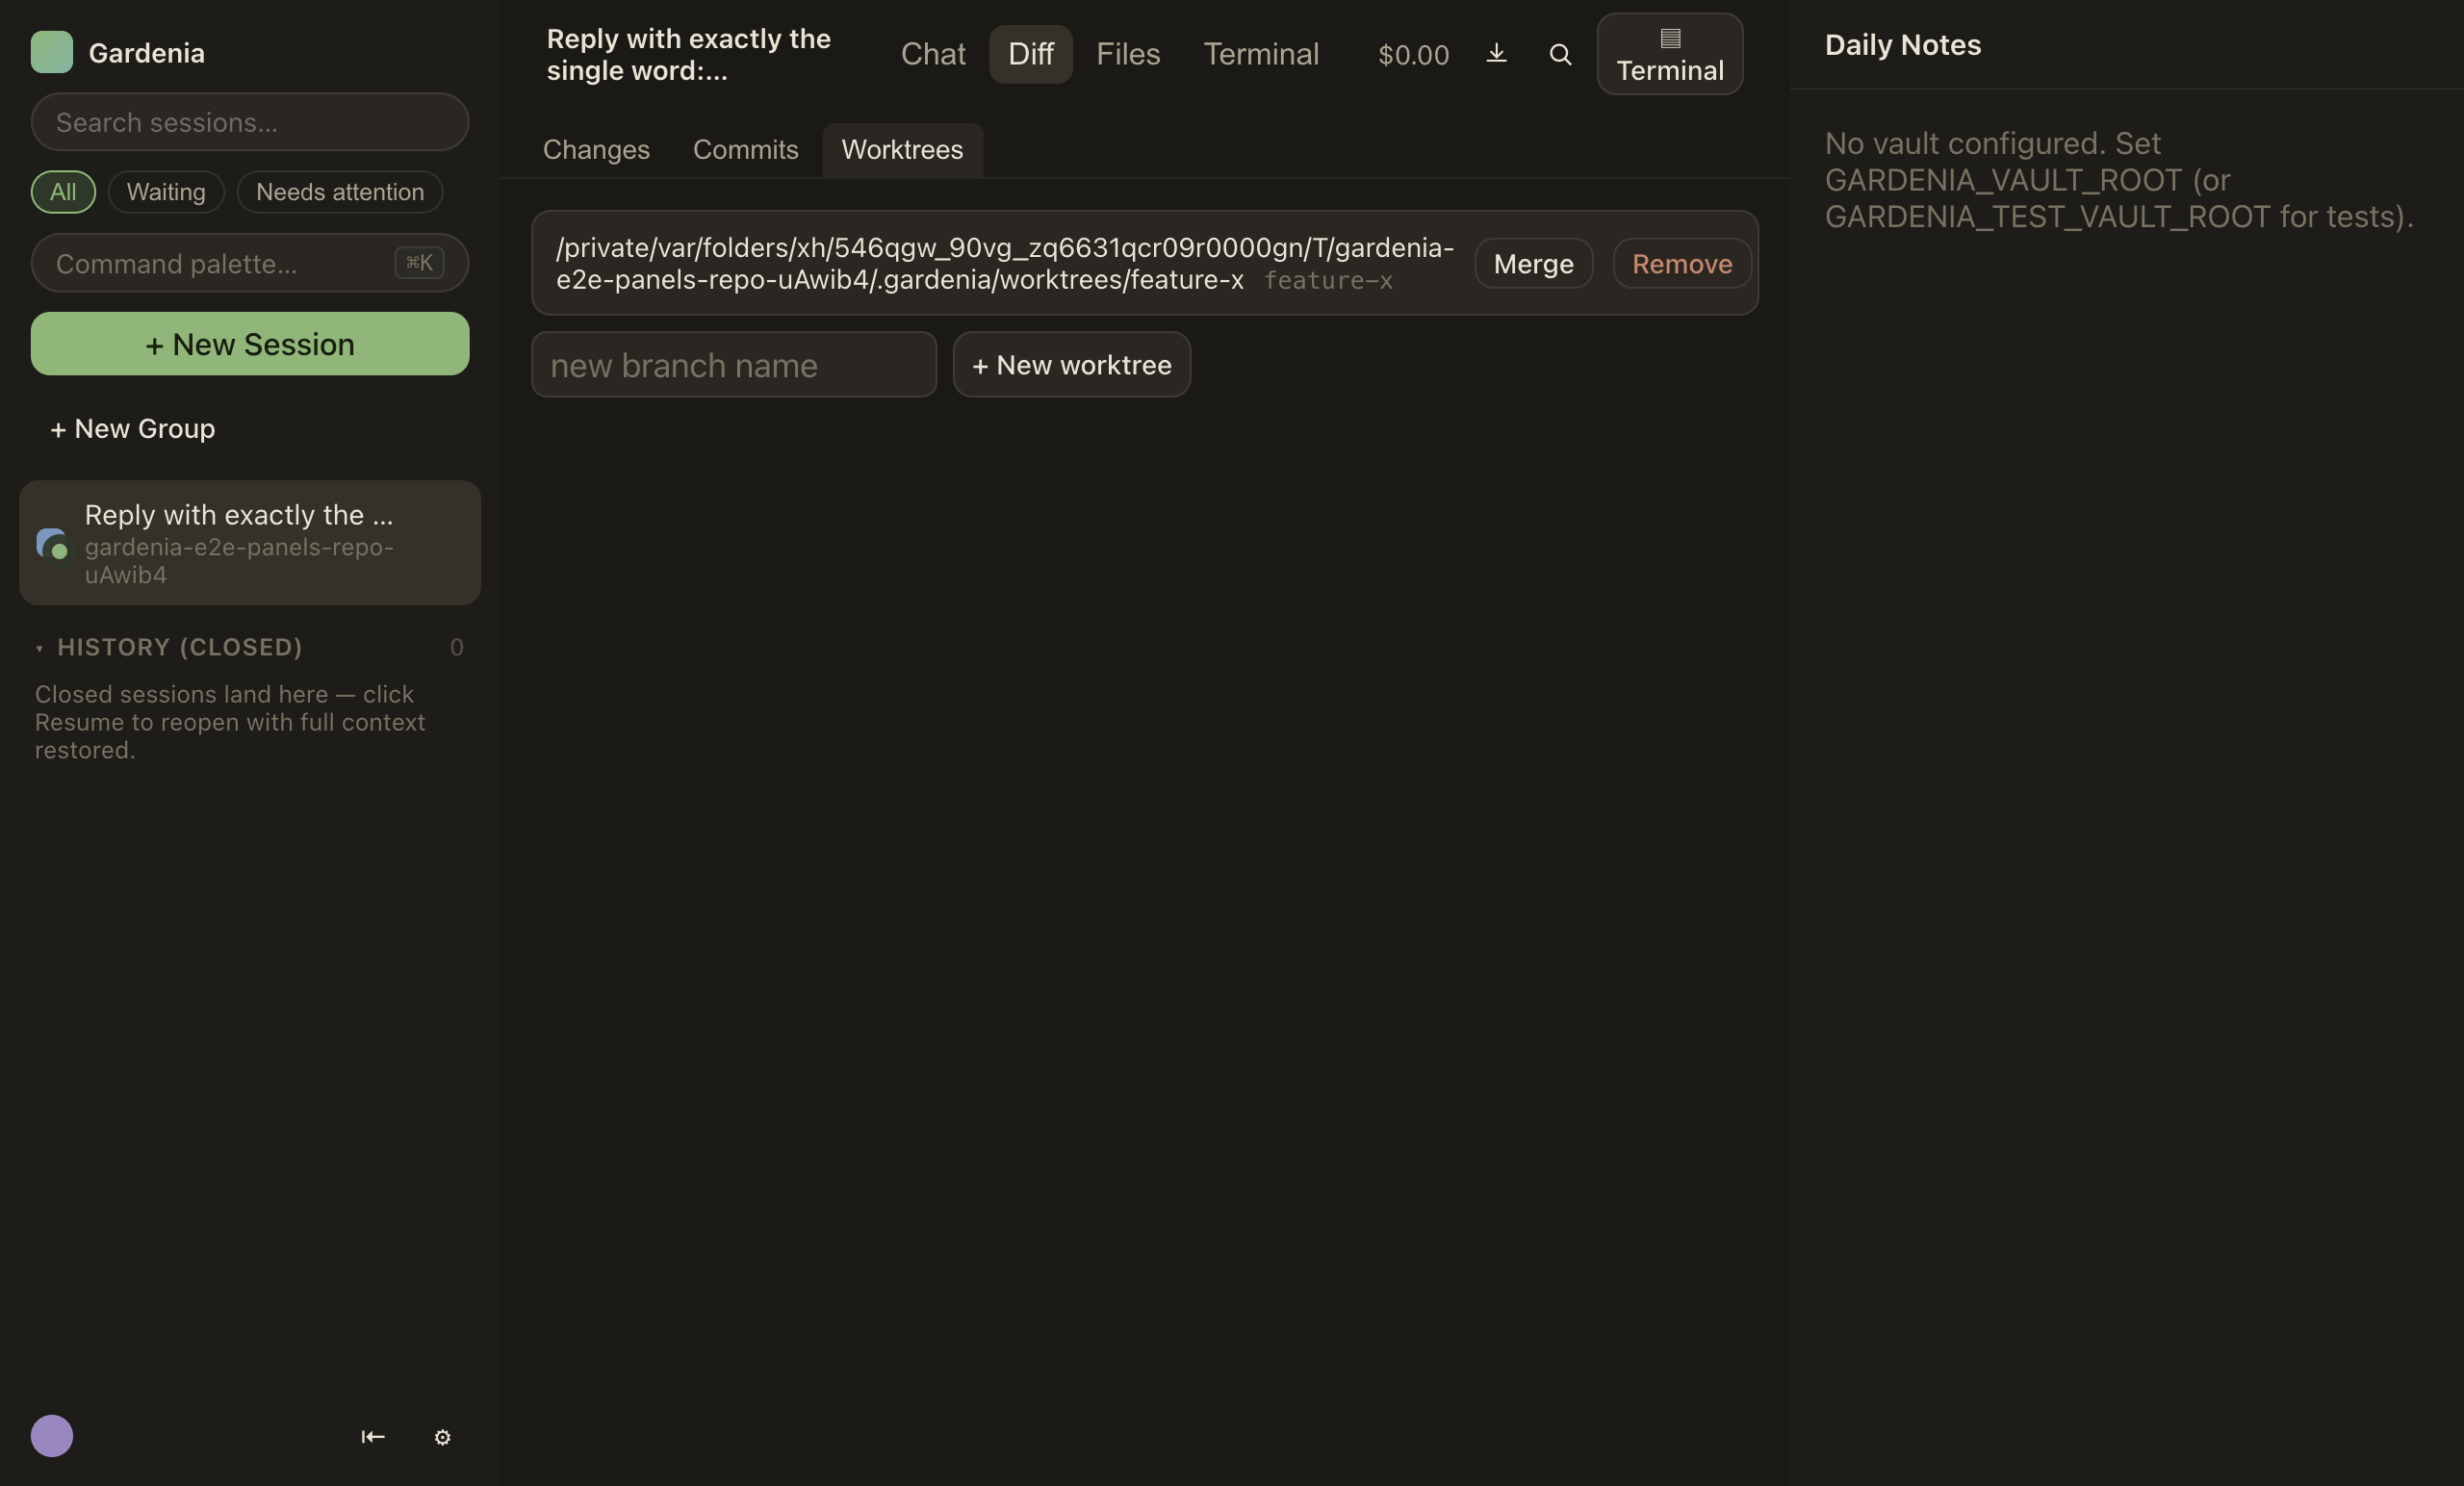 Gardenia
Search sessions...
All
Waiting
Needs attention
Command palette...
⌘K
+ New Session
+ New Group
Reply with exactly the ...
gardenia-e2e-panels-repo-
uAwib4
HISTORY (CLOSED)
0
Closed sessions land here — click
Resume to reopen with full context
restored.
Reply with exactly the
single word:...
Chat
Diff
Files
Terminal
$0.00
Terminal
Changes
Commits
Worktrees
/private/var/folders/xh/546qgw_90vg_zq6631qcr09r0000gn/T/gardenia-
e2e-panels-repo-uAwib4/.gardenia/worktrees/feature-x feature-x
Merge
Remove
new branch name
+ New worktree
Daily Notes
No vault configured. Set
GARDENIA_VAULT_ROOT (or
GARDENIA_TEST_VAULT_ROOT for tests).